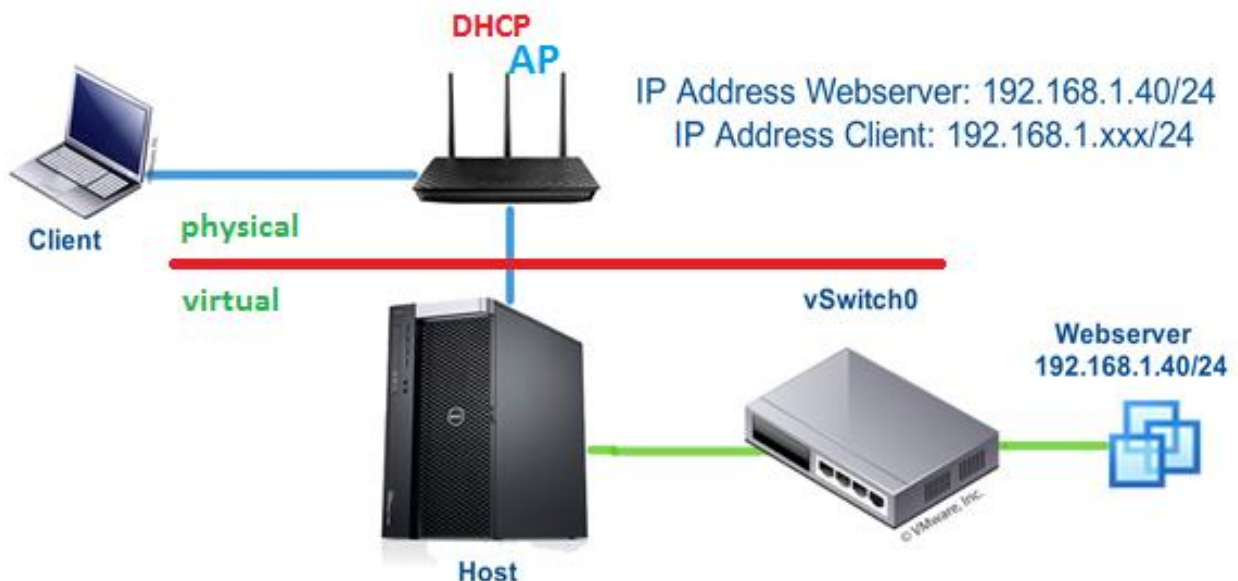 DHCP
AP
IP Address Webserver: 192.168.1.40/24
IP Address Client: 192.168.1.xxx/24
Client
physical
virtual
vSwitch0
Webserver
192.168.1.40/24
© VMware, Inc.
Host